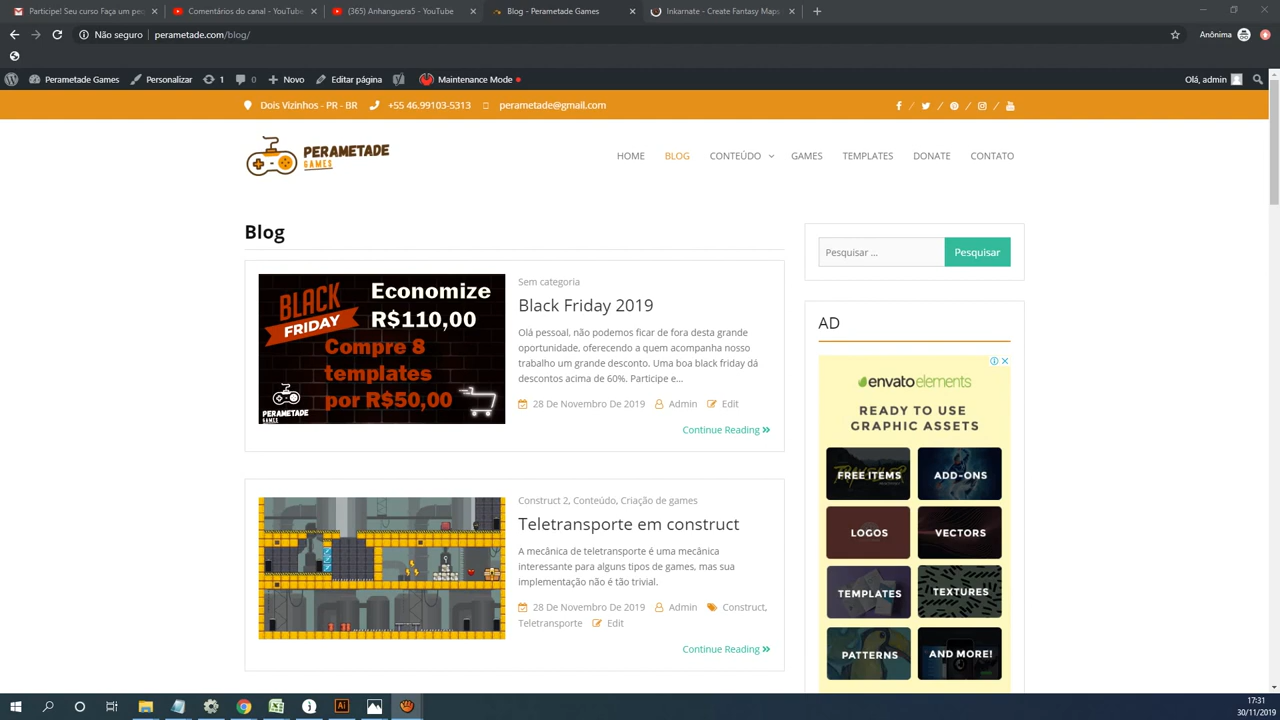 Participe! Seu curso Faça um pe
Comentários do canal - YouTube
(365) Anhanguera5 - YouTube
Blog - Perametade Games
Inkarnate - Create Fantasy Map
Não seguro
perametade.com/blog/
Anônima
Perametade Games
Personalizar
1
0
Novo
Editar página
Maintenance Mode
Olá, admin
Dois Vizinhos - PR - BR
+55 46.99103-5313
perametade@gmail.com
/ / / /
PERAMETADE
GAMES
HOME
BLOG
CONTEÚDO
GAMES
TEMPLATES
DONATE
CONTATO
Blog
BLACK
FRIDAY
Economize
R$110,00
Compre 8
templates
por R$50,00
PERAMETADE
GAMES
Sem categoria
Black Friday 2019
Olá pessoal, não podemos ficar de fora desta grande
oportunidade, oferecendo a quem acompanha nosso
trabalho um grande desconto. Uma boa black friday dá
descontos acima de 60%. Participe e...
28 De Novembro De 2019
Admin
Edit
Continue Reading
Construct 2, Conteúdo, Criação de games
Teletransporte em construct
A mecânica de teletransporte é uma mecânica
interessante para alguns tipos de games, mas sua
implementação não é tão trivial.
28 De Novembro De 2019
Admin
Construct,
Teletransporte
Edit
Continue Reading
Pesquisar ...
Pesquisar
AD
envatoelements
READY TO USE
GRAPHIC ASSETS
FREE ITEMS
ADD-ONS
LOGOS
VECTORS
TEMPLATES
TEXTURES
PATTERNS
AND MORE!
Ai
17:31
30/11/2019